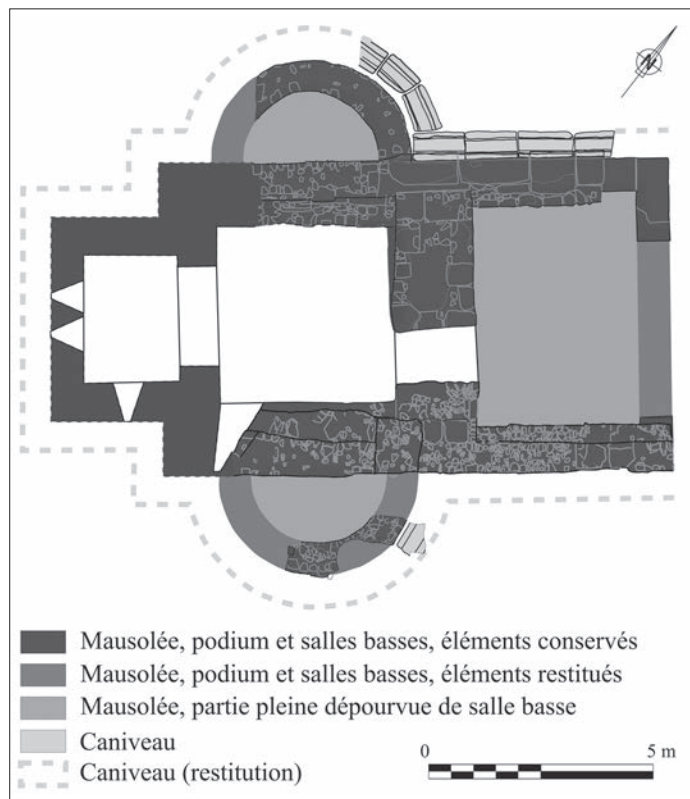 N
Mausolée, podium et salles basses, éléments conservés
Mausolée, podium et salles basses, éléments restitués
Mausolée, partie pleine dépourvue de salle basse
Caniveau
Caniveau (restitution)
0
5 m